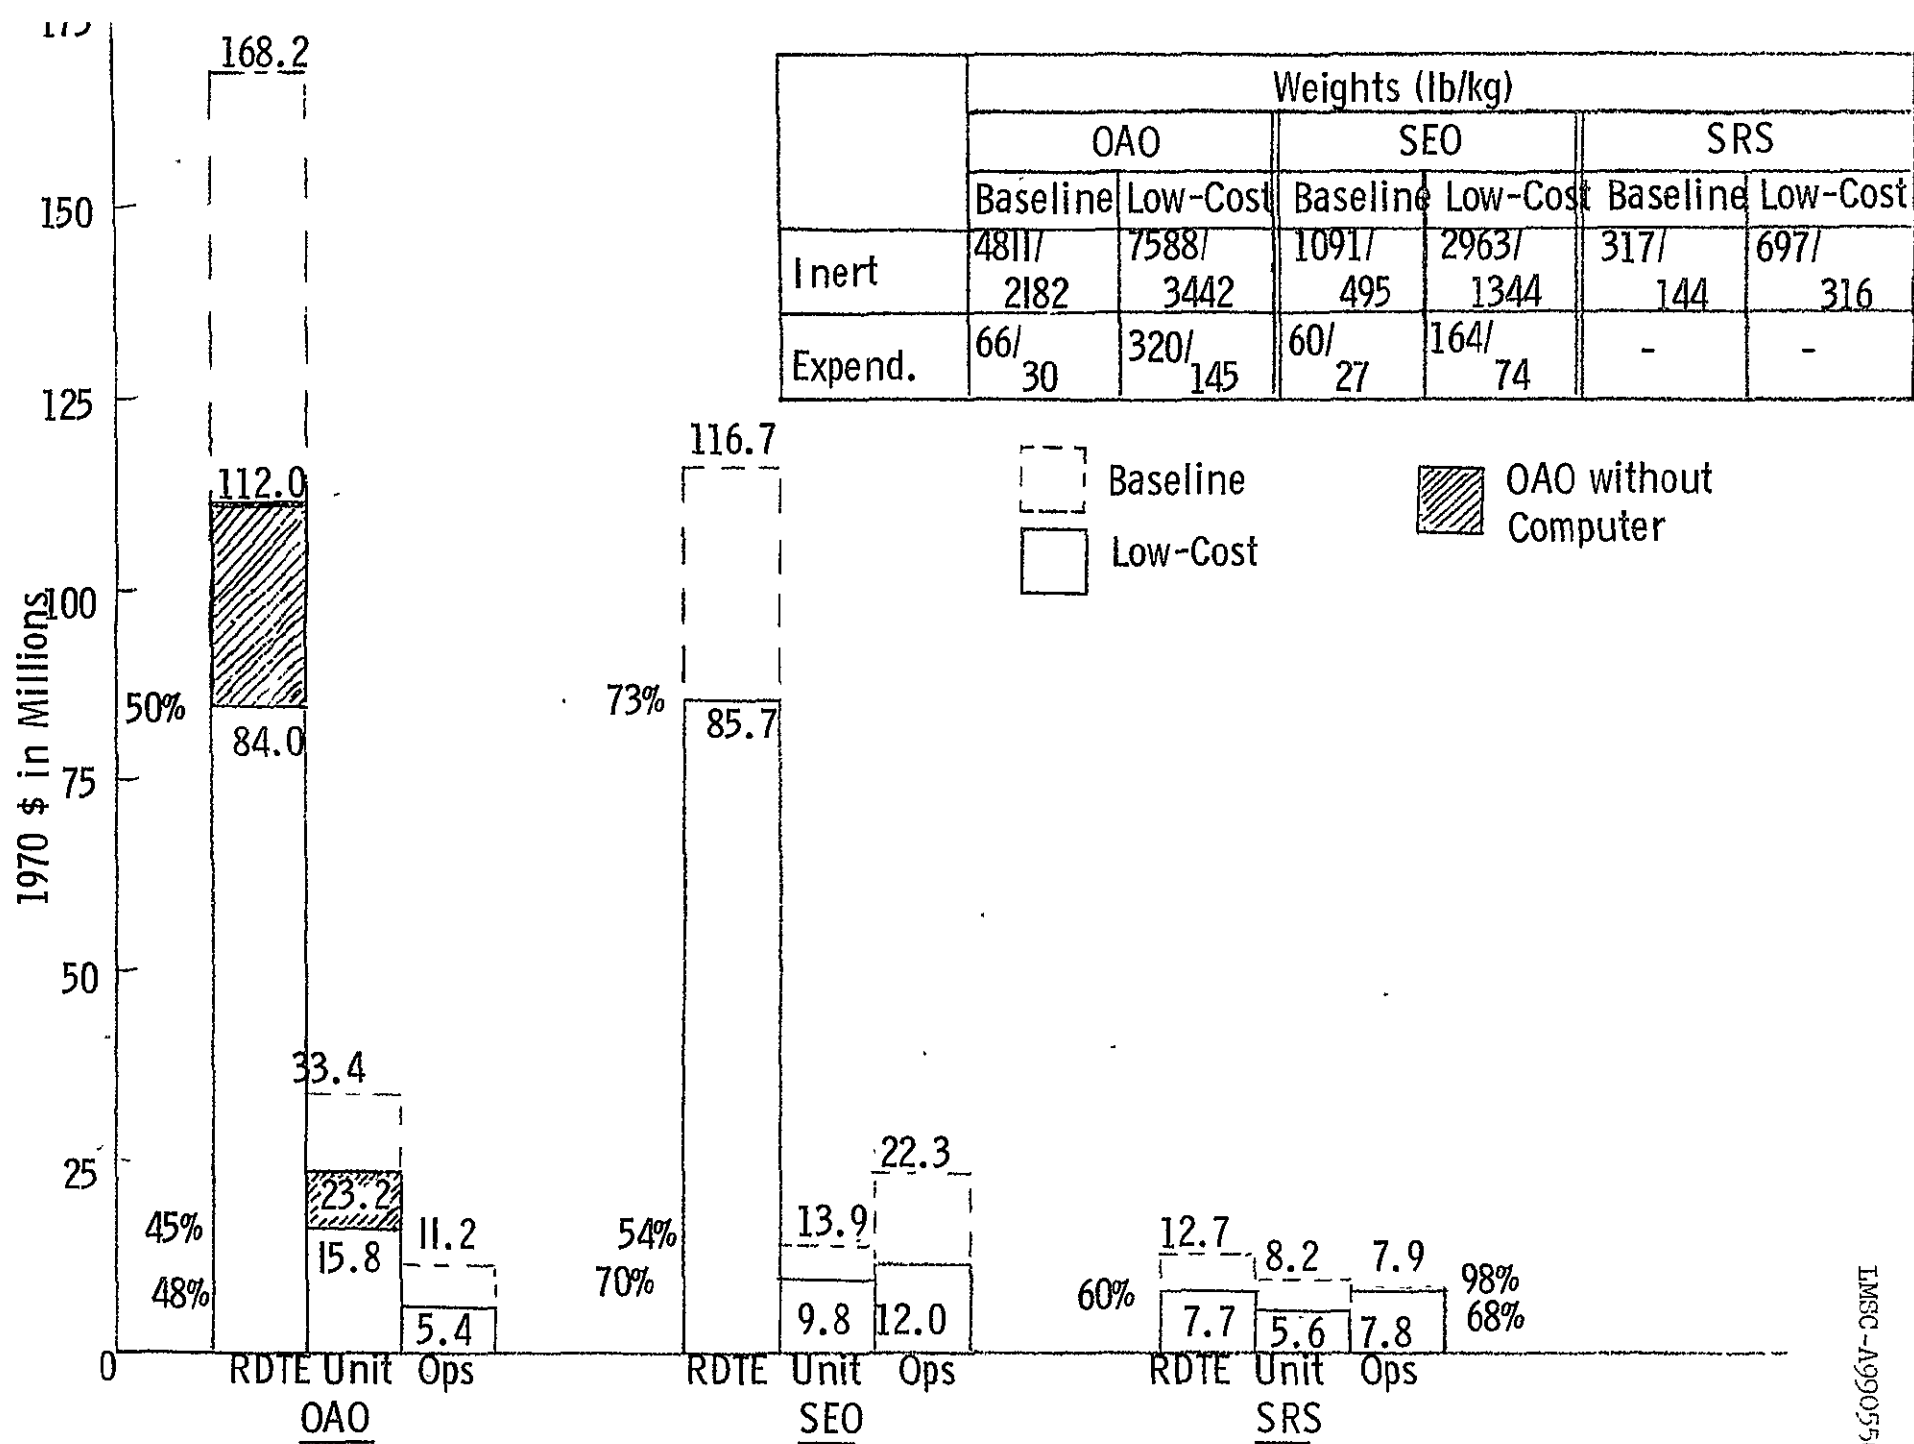 175
150
125
100
75
50
25
0
1970 $ in Millions
168.2
112.0
50%
84.0
33.4
23.2
45%
15.8
11.2
48%
5.4
RDTE Unit Ops
OAO
116.7
73%
85.7
22.3
13.9
54%
70%
9.8
12.0
RDTE Unit Ops
SEO
12.7
8.2
7.9
98%
60%
68%
7.7
5.6
7.8
RDTE Unit Ops
SRS
Weights (lb/kg)
OAO SEO SRS
Baseline Low-Cost Baseline Low-Cost Baseline Low-Cost
Inert 4811/ 2182 7588/ 3442 1091/ 495 2963/ 1344 317/ 144 697/ 316
Expend. 66/ 30 320/ 145 60/ 27 164/ 74 - -
Baseline
Low-Cost
OAO without
Computer